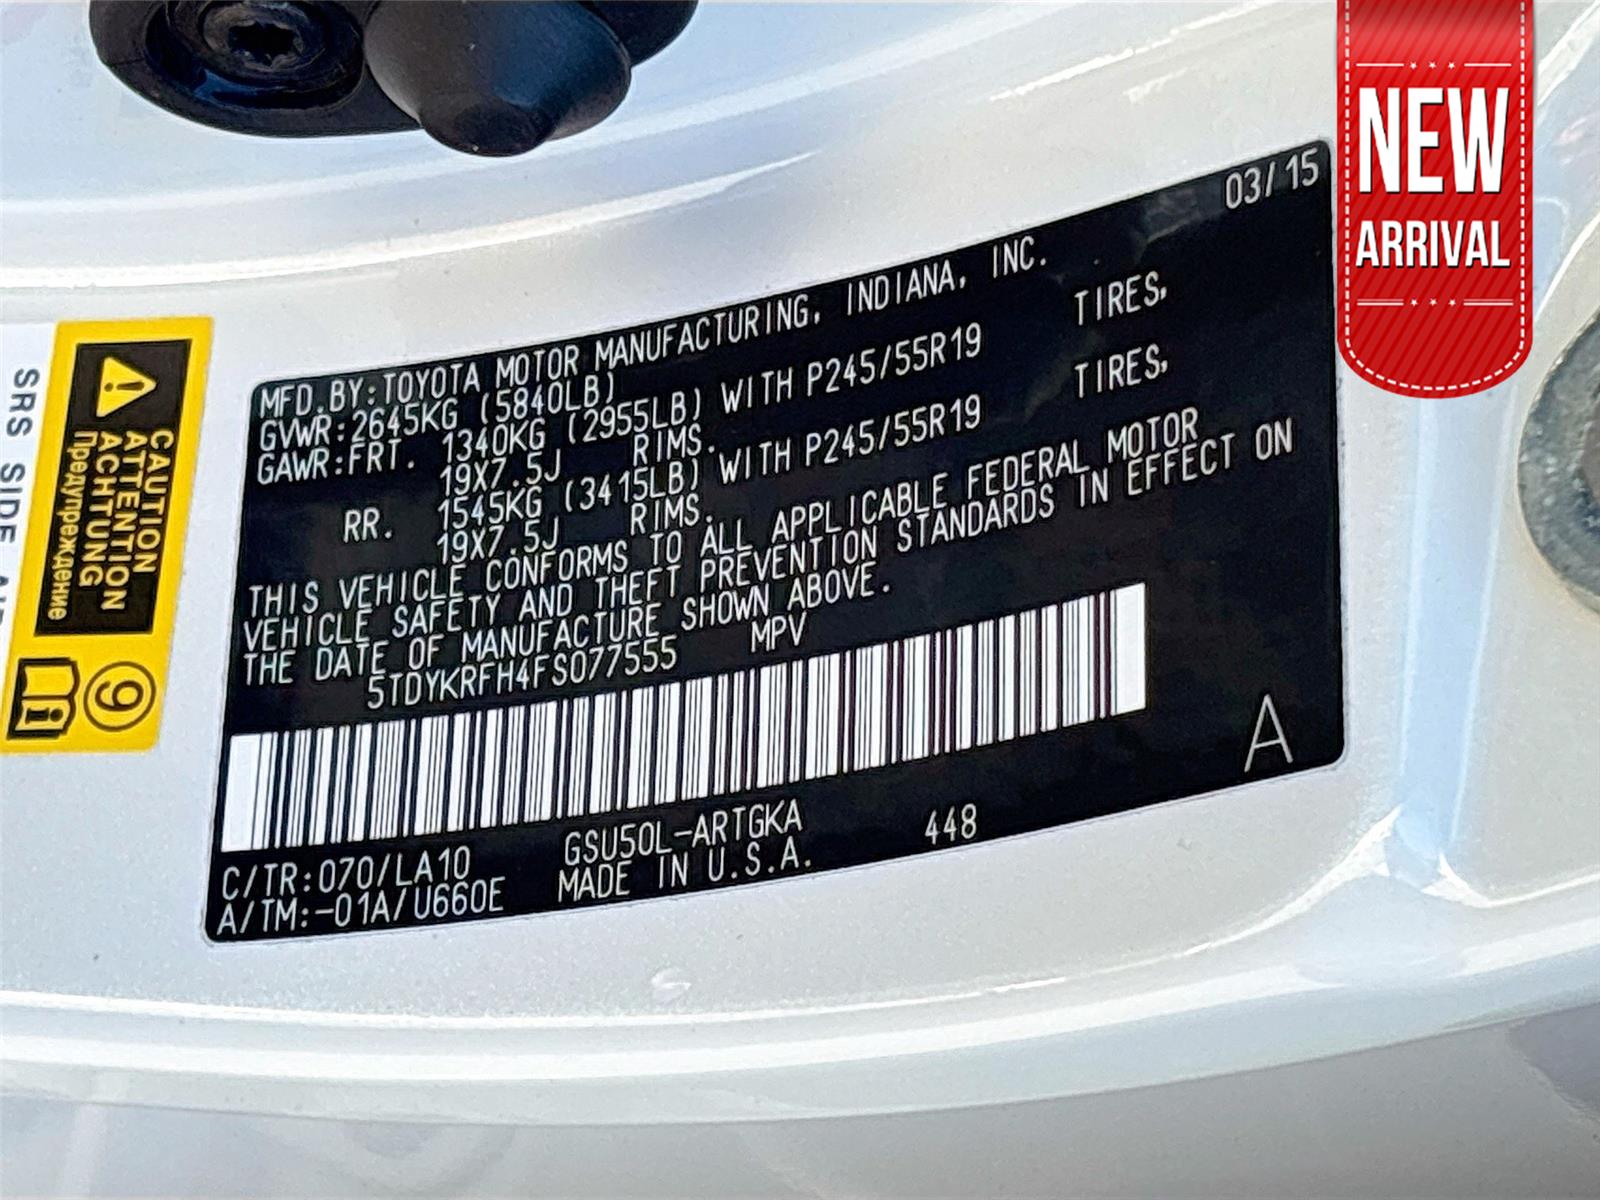 NEW
ARRIVAL
03/15
MFD.BY:TOYOTA MOTOR MANUFACTURING, INDIANA, INC.
GVWR:2645KG (5840LB)
GAWR:FRT. 1340KG (2955LB) WITH P245/55R19 TIRES,
19X7.5J RIMS.
RR. 1545KG (3415LB) WITH P245/55R19 TIRES,
19X7.5J RIMS.
THIS VEHICLE CONFORMS TO ALL APPLICABLE FEDERAL MOTOR
VEHICLE SAFETY AND THEFT PREVENTION STANDARDS IN EFFECT ON
THE DATE OF MANUFACTURE SHOWN ABOVE.
5TDYKRFH4FS077555 MPV
A
C/TR:070/LA10 GSU50L-ARTGKA 448
A/TM:-01A/U660E MADE IN U.S.A.
CAUTION
ATTENTION
ACHTUNG
Предупреждение
9
SRS SIDE